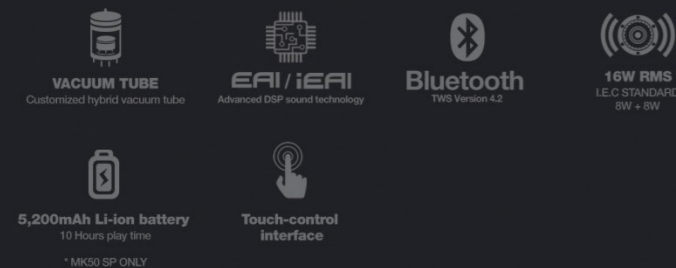 VACUUM TUBE
Customized hybrid vacuum tube
EAI / iEAI
Advanced DSP sound technology
Bluetooth
TWS Version 4.2
16W RMS
I.E.C STANDARD
8W + 8W
5,200mAh Li-ion battery
10 Hours play time
* MK50 SP ONLY
Touch-control
interface